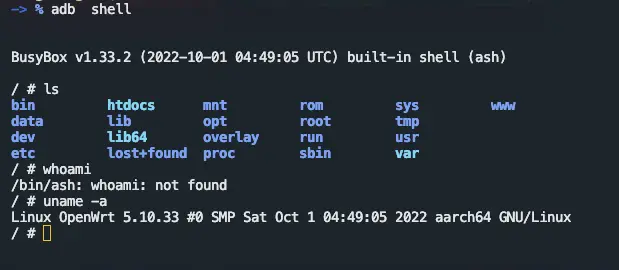 —> % adb  shell
BusyBox v1.33.2 (2022-10-01 04:49:05 UTC) built-in shell (ash)
/ # ls
bin         htdocs      mnt         rom         sys         www
data        lib         opt         root        tmp
dev         lib64       overlay     run         usr
etc         lost+found  proc        sbin        var
/ # whoami
/bin/ash: whoami: not found
/ # uname -a
Linux OpenWrt 5.10.33 #0 SMP Sat Oct 1 04:49:05 2022 aarch64 GNU/Linux
/ #